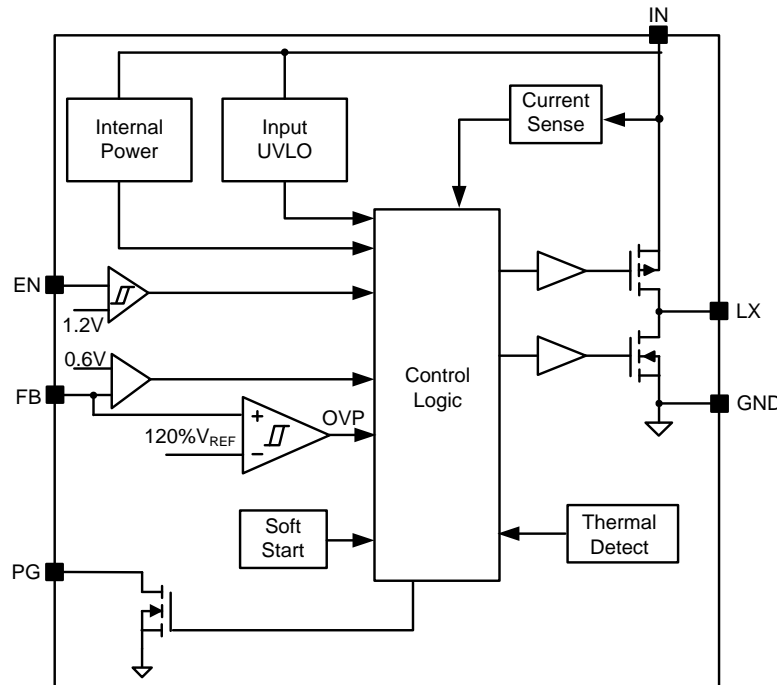 IN
Internal
Power
Input
UVLO
Current
Sense
EN
1.2V
LX
0.6V
FB
Control
Logic
GND
+
120%VREF
−
OVP
Soft
Start
Thermal
Detect
PG